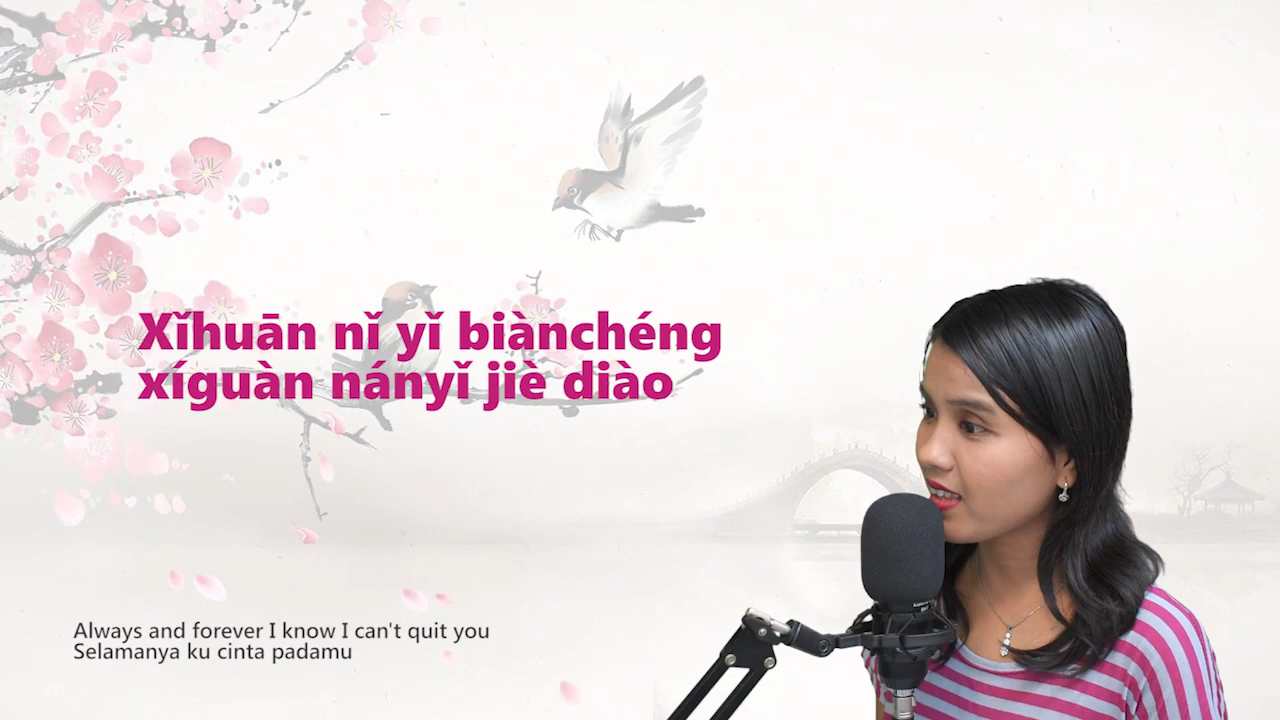 Xǐhuān nǐ yǐ biànchéng
xíguàn nányǐ jiè diào
Always and forever I know I can't quit you
Selamanya ku cinta padamu